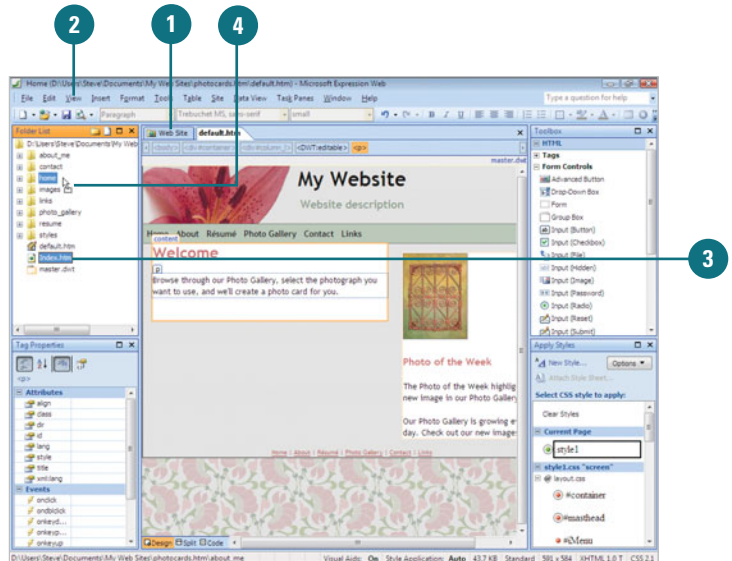 2
1
4
Home (D:\Users\Steve\Documents\My Web Sites\photocards.htm\default.htm) - Microsoft Expression Web
File Edit View Insert Format Tools Table Site Data View Task Panes Window Help
Type a question for help
Paragraph
Trebuchet MS, sans-serif
small
B I U
Folder List
Web Site
default.htm
Toolbox
D:\Users\Steve\Documents\My Web
about_me
contact
home
images
links
photo_gallery
resume
styles
default.htm
Index.htm
master.dwt
<body> <div #container> <DWT:editable> <p>
master.dwt
My Website
Website description
Home About Résumé Photo Gallery Contact Links
content
Welcome
p
Browse through our Photo Gallery, select the photograph you
want to use, and we'll create a photo card for you.
Photo of the Week
The Photo of the Week highlig
new image in our Photo Gallery
Our Photo Gallery is growing e
day. Check out our new image
Home | About | Résumé | Photo Gallery | Contact | Links
HTML
Tags
Form Controls
Advanced Button
Drop-Down Box
Form
Group Box
Input (Button)
Input (Checkbox)
Input (File)
Input (Hidden)
Input (Image)
Input (Password)
Input (Radio)
Input (Reset)
Input (Submit)
3
Tag Properties
<p>
Attributes
align
class
dir
id
lang
style
title
xml:lang
Events
onclick
ondblclick
onkeyd...
onkeyp...
onkeyup
Apply Styles
New Style...
Options
Attach Style Sheet...
Select CSS style to apply:
Clear Styles
Current Page
style1
style1.css "screen"
layout.css
#container
#masthead
Design Split Code
D:\Users\Steve\Documents\My Web Sites\photocards.htm\about_me
Visual Aids: On
Style Application: Auto
43.7 KB
Standard
591 x 584
XHTML 1.0 T
CSS 2.1